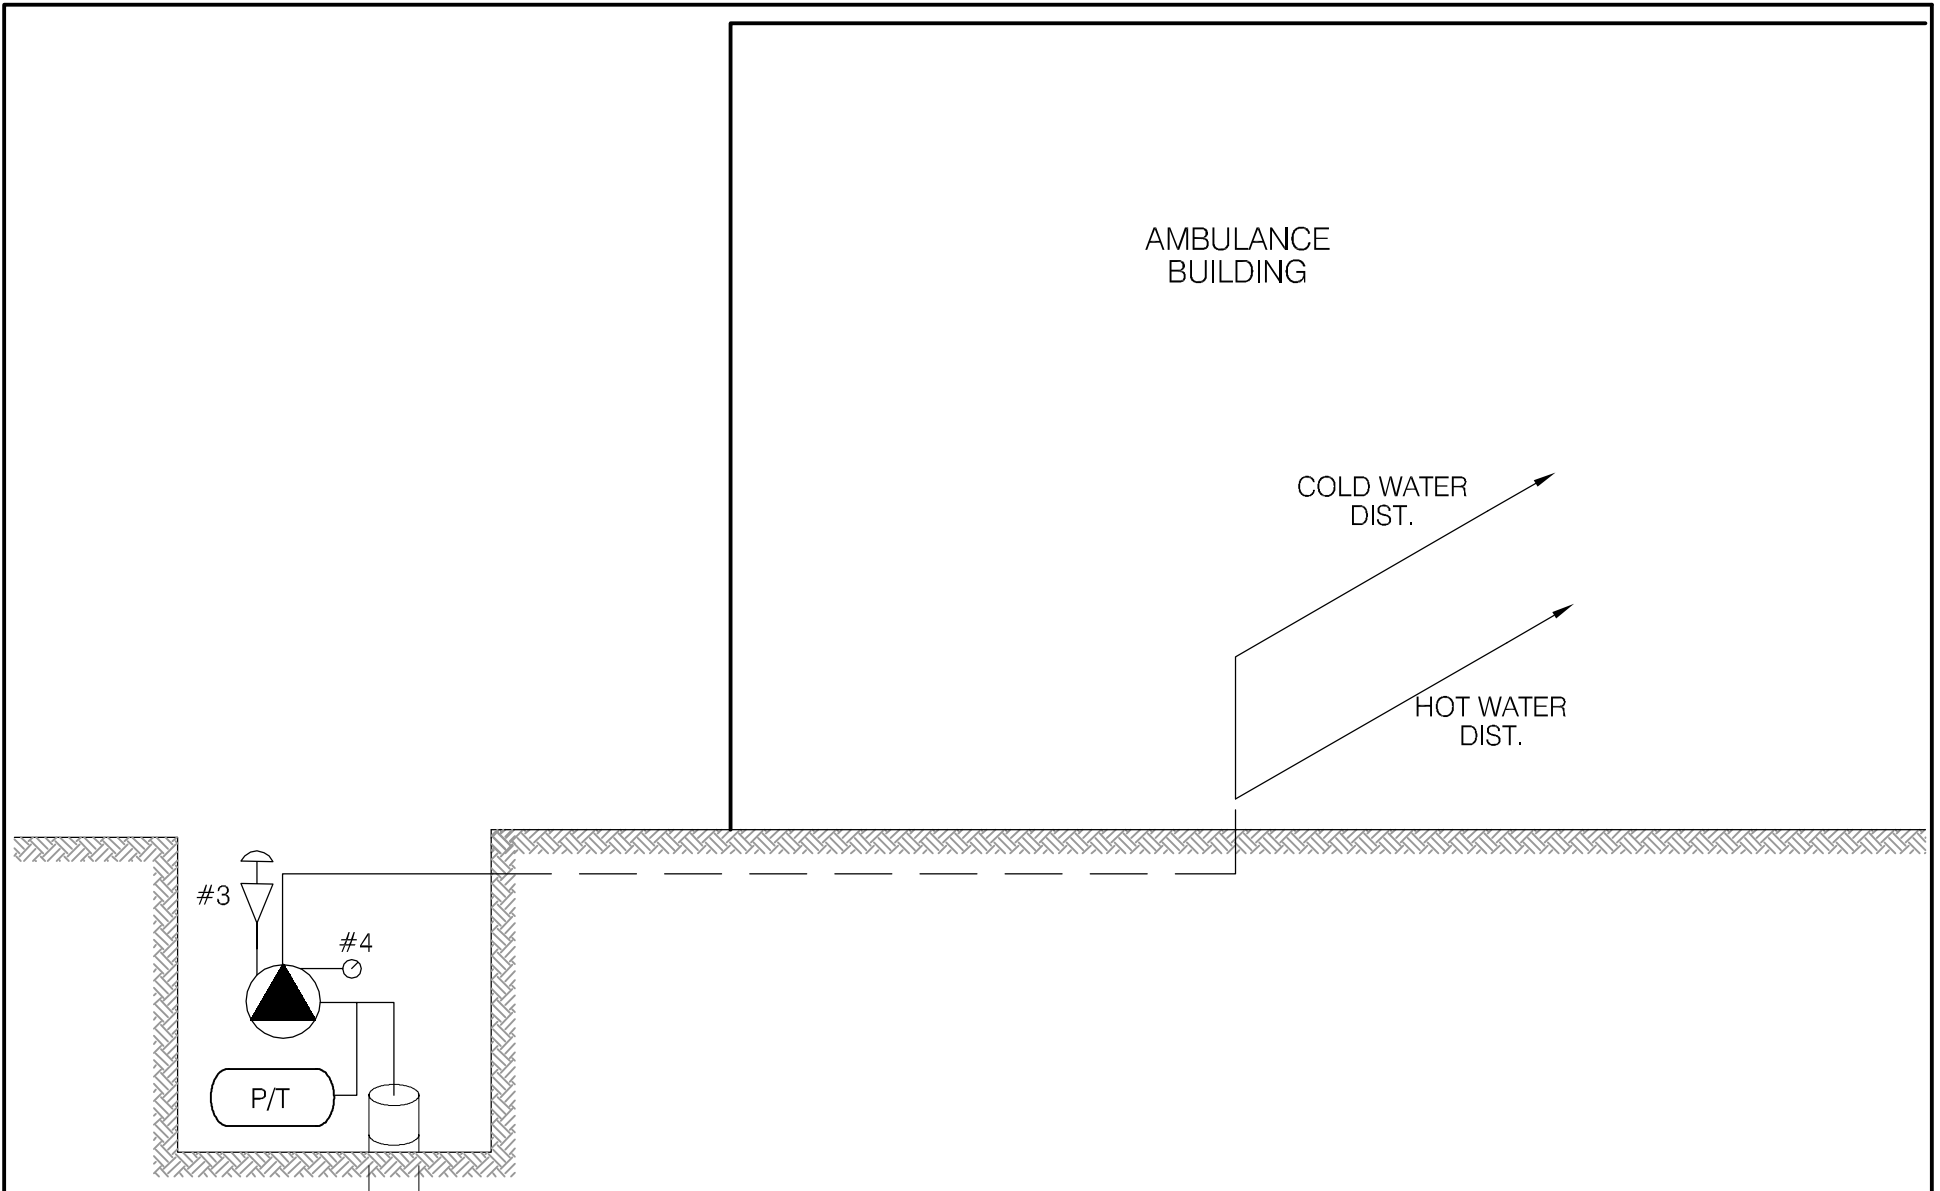 AMBULANCE
BUILDING
COLD WATER
DIST.
HOT WATER
DIST.
#3
#4
P/T